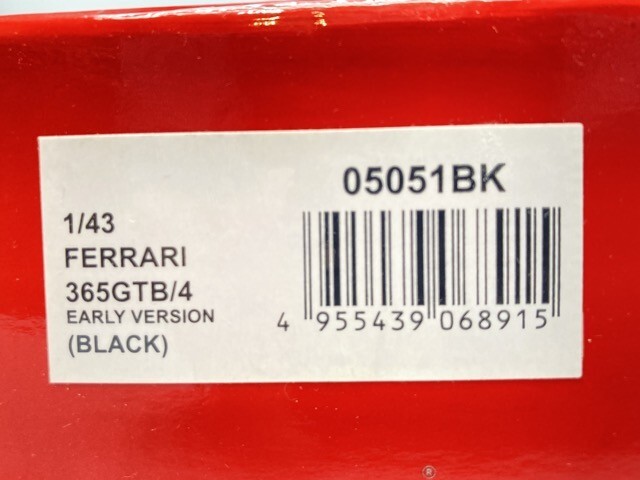 05051BK
1/43
FERRARI
365GTB/4
EARLY VERSION
(BLACK)
4 955439 068915
®